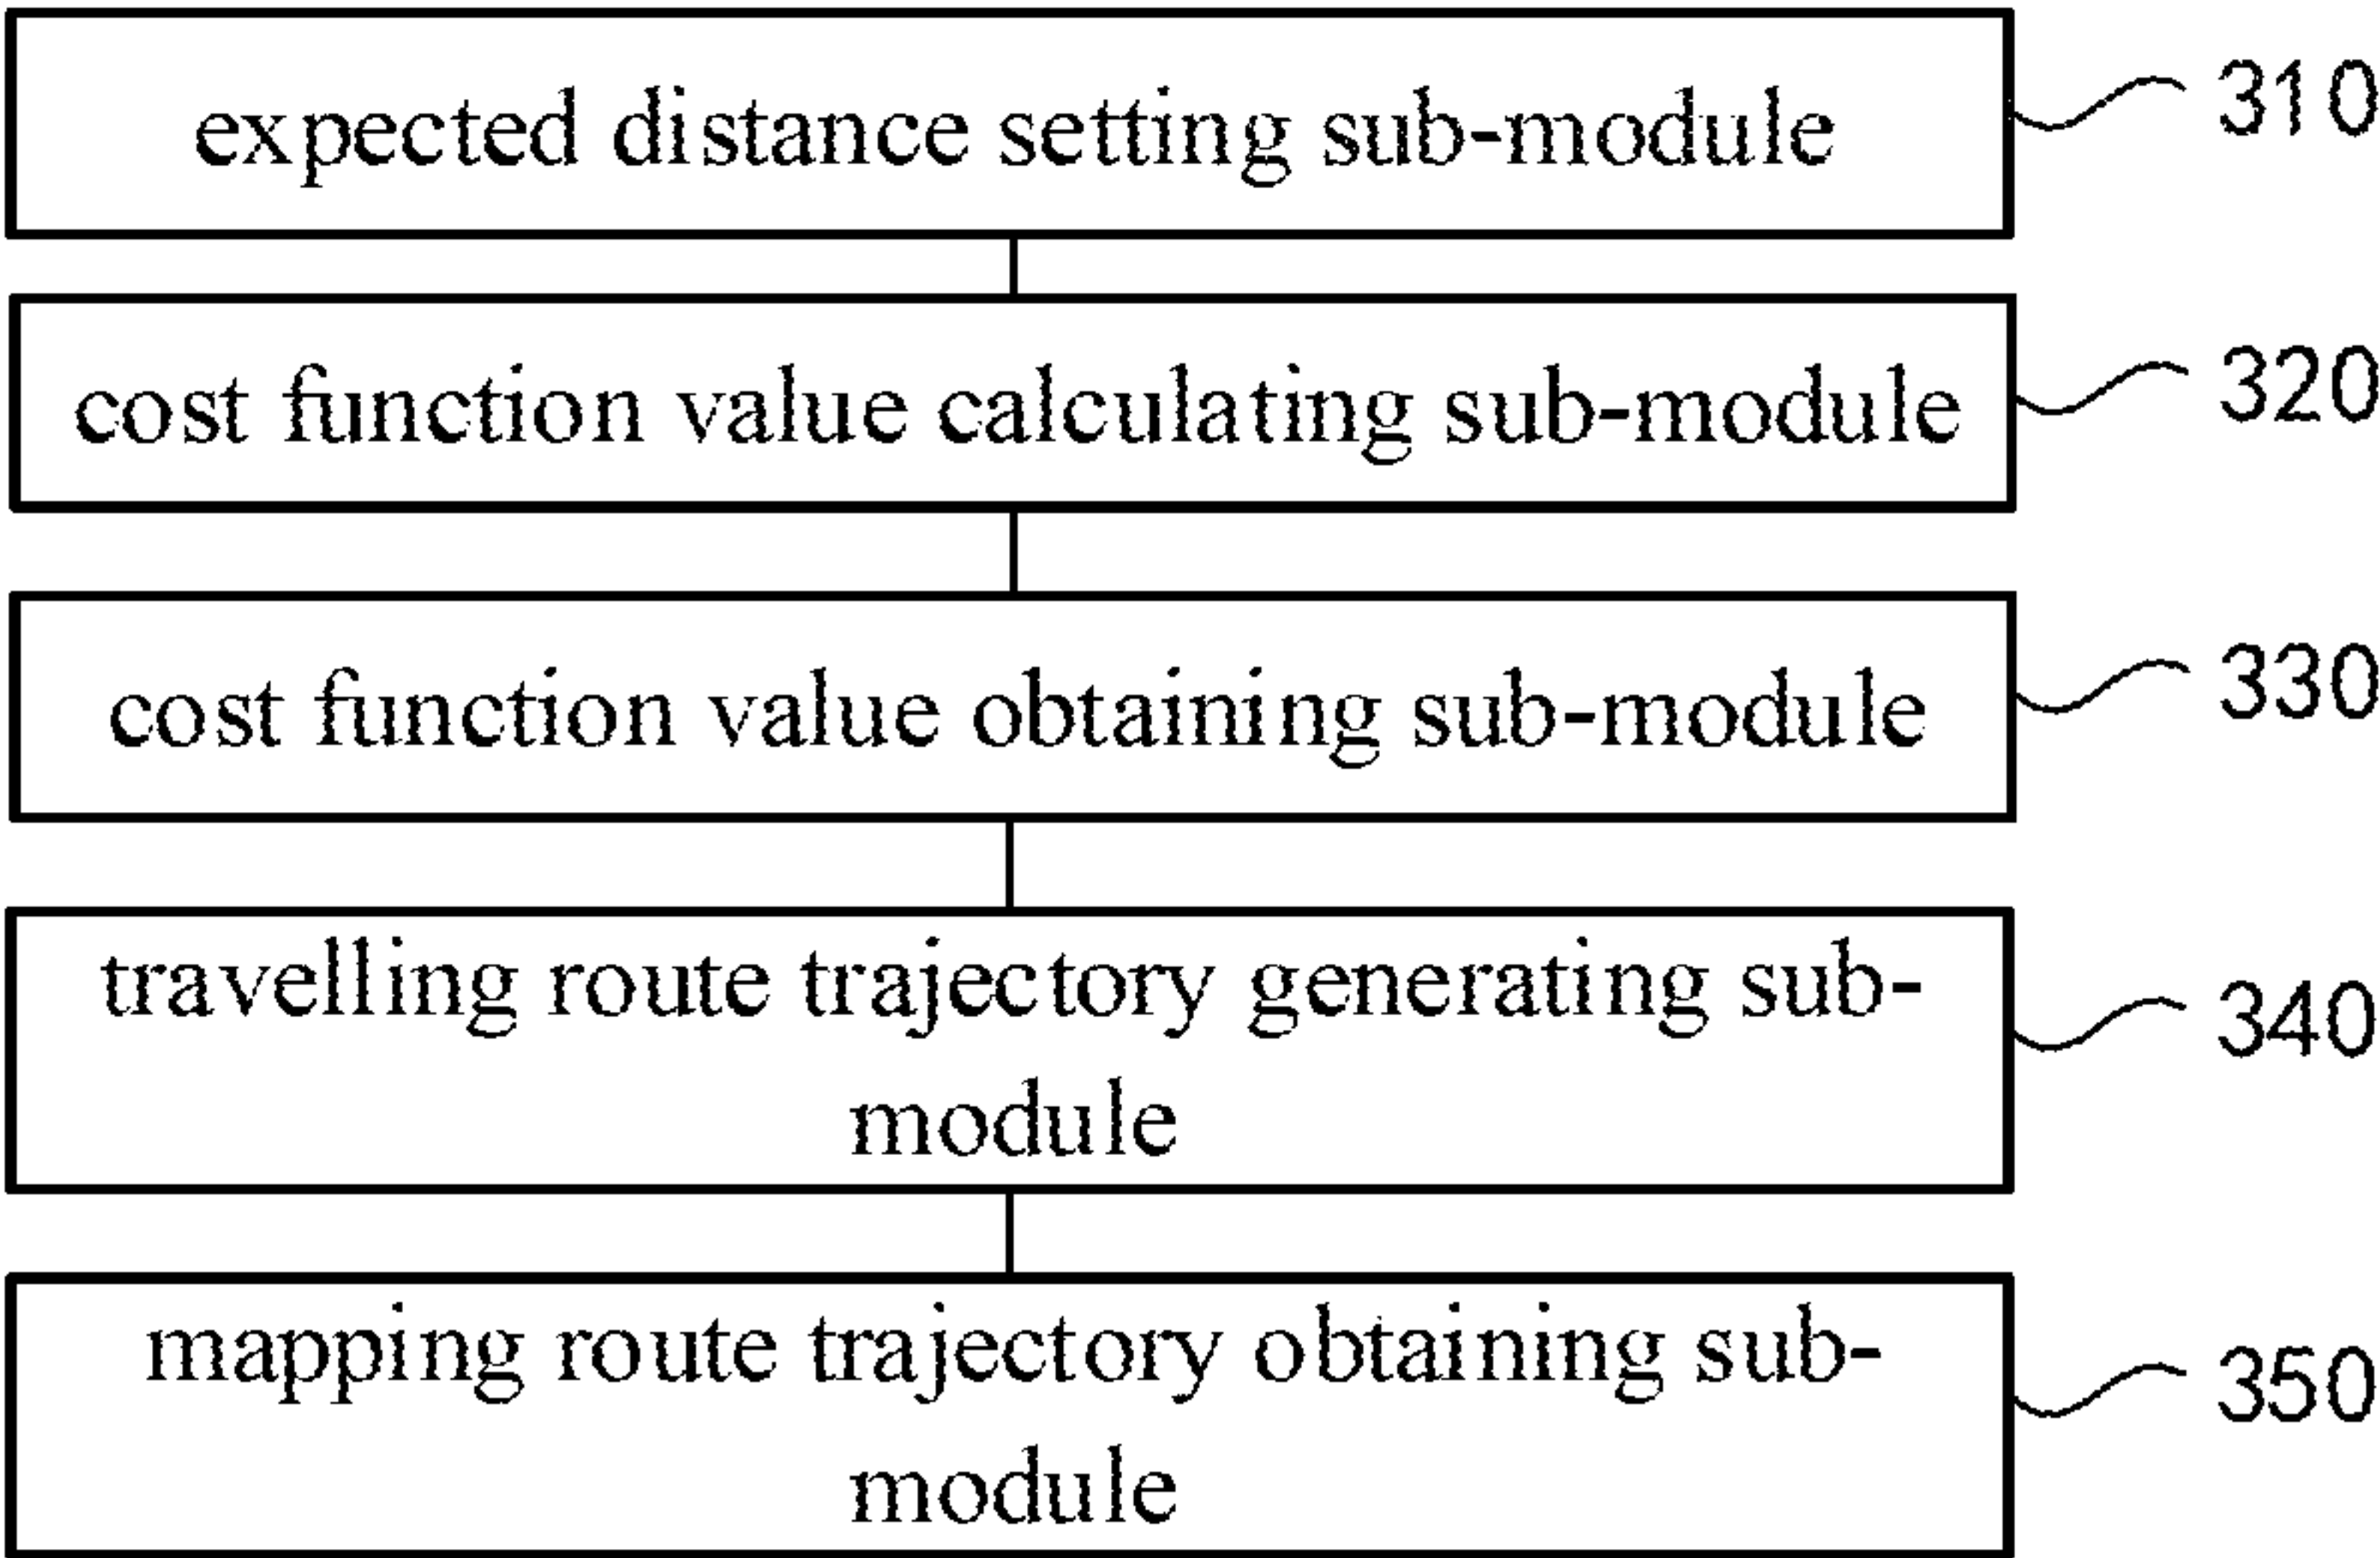 expected distance setting sub-module
310
cost function value calculating sub-module
320
cost function value obtaining sub-module
330
travelling route trajectory generating sub-
module
340
mapping route trajectory obtaining sub-
module
350